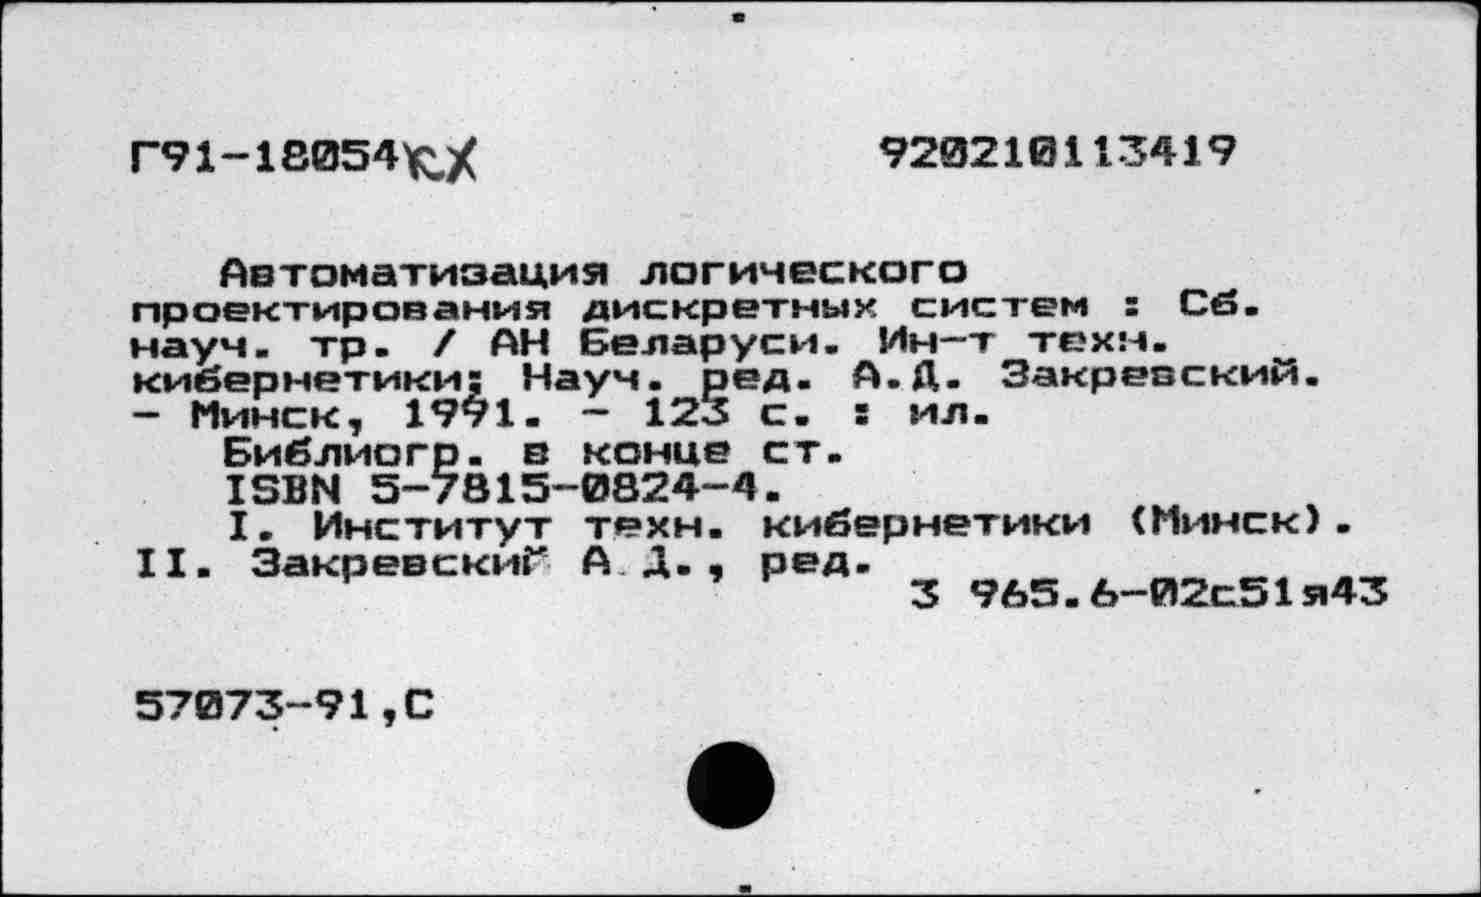 Г91-18054кх
920210113419
Автоматизация логического
проектирования дискретных систем : Сб.
науч. тр. / АН Беларуси. Ин-т техн.
кибернетики; Науч. ред. А.Д. Закревский.
- Минск, 1991. - 123 с. : ил.
Библиогр. в конце ст.
ISBN 5-7815-0824-4.
I. Институт техн. кибернетики (Минск).
II. Закревский А.Д., ред.
З 965.6-02с51я43
57073-91,С